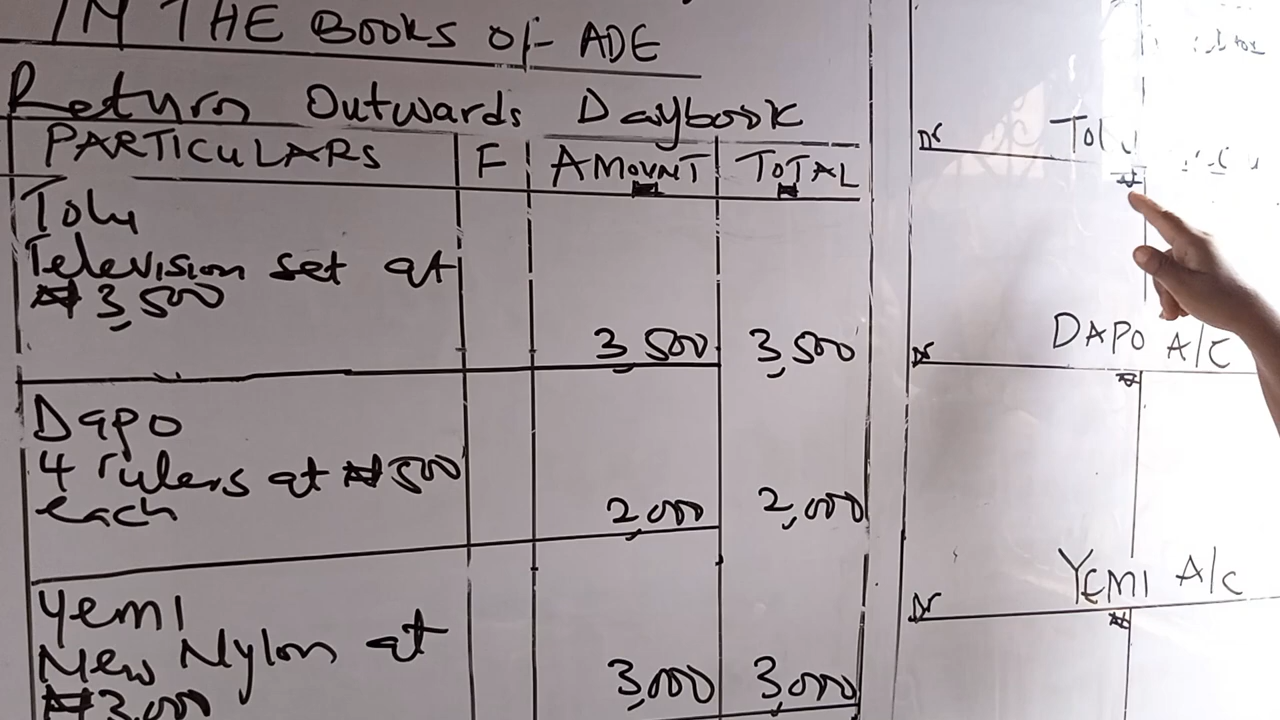 IN THE BOOKS OF ADE
Return Outwards Daybook
PARTICULARS F AMOUNT TOTAL
₦ ₦
Tolu
Television set at
₦3,500
3,500 3,500
Dapo
4 rulers at ₦500
each
2,000 2,000
Yemi
New Nylon at
₦3,000
3,000 3,000
Dr Tolu
₦
Dr DAPO A/C
₦
Dr YEMI A/C
₦